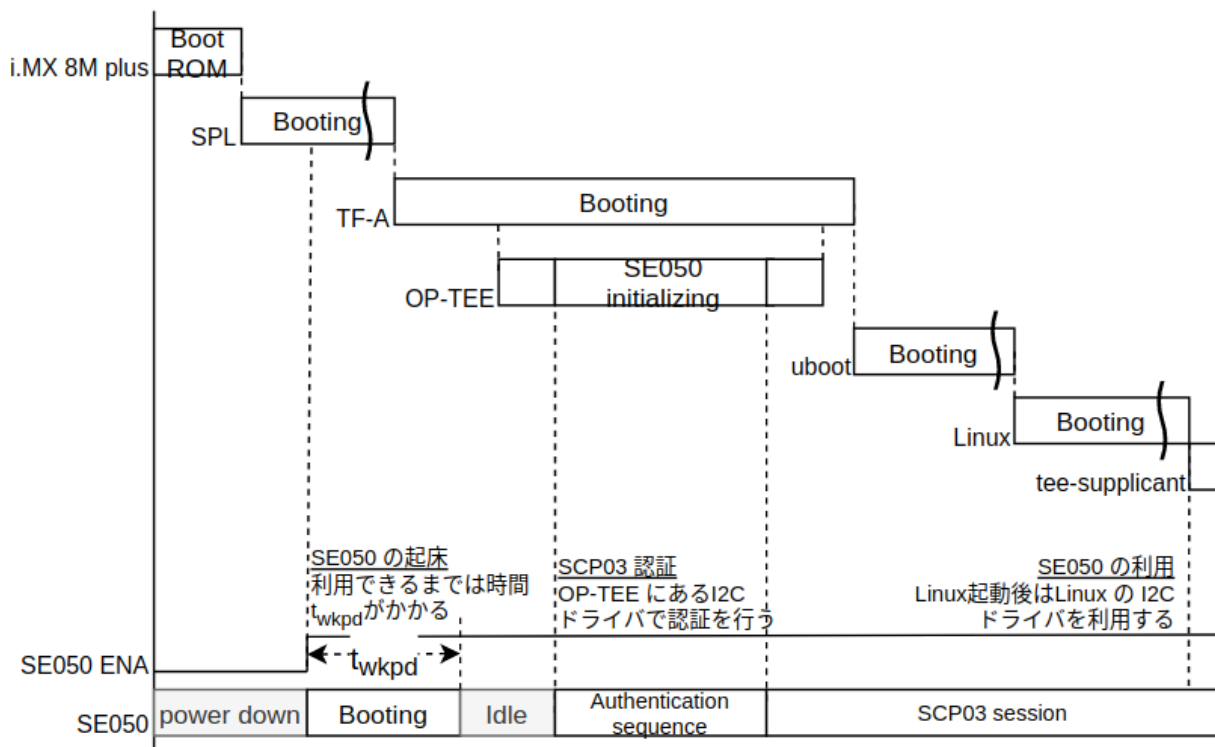 Boot
ROM
i.MX 8M plus
Booting
SPL
Booting
TF-A
SE050
initializing
OP-TEE
Booting
uboot
Booting
Linux
tee-supplicant
SE050 の起床
利用できるまでは時間
twkpdがかかる
SCP03 認証
OP-TEE にあるI2C
ドライバで認証を行う
SE050 の利用
Linux起動後はLinux の I2C
ドライバを利用する
SE050 ENA
twkpd
SE050
power down
Booting
Idle
Authentication
sequence
SCP03 session